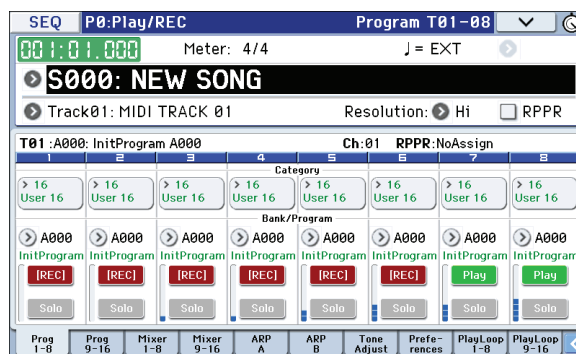 SEQ P0:Play/REC Program T01-08
001:01.000 Meter: 4/4 ♩ = EXT
S000: NEW SONG
Track01: MIDI TRACK 01 Resolution: Hi RPPR
T01 :A000: InitProgram A000 Ch:01 RPPR:NoAssign
1 2 3 4 5 6 7 8
Category
> 16 > 16 > 16 > 16 > 16 > 16 > 16 > 16
User 16 User 16 User 16 User 16 User 16 User 16 User 16 User 16
Bank/Program
A000 A000 A000 A000 A000 A000 A000 A000
InitProgram InitProgram InitProgram InitProgram InitProgram InitProgram InitProgram InitProgram
[REC] [REC] [REC] [REC] [REC] [REC] Play Play
Solo Solo Solo Solo Solo Solo Solo Solo
Prog Prog Mixer Mixer ARP ARP Tone Prefe- PlayLoop PlayLoop
1-8 9-16 1-8 9-16 A B Adjust rences 1-8 9-16